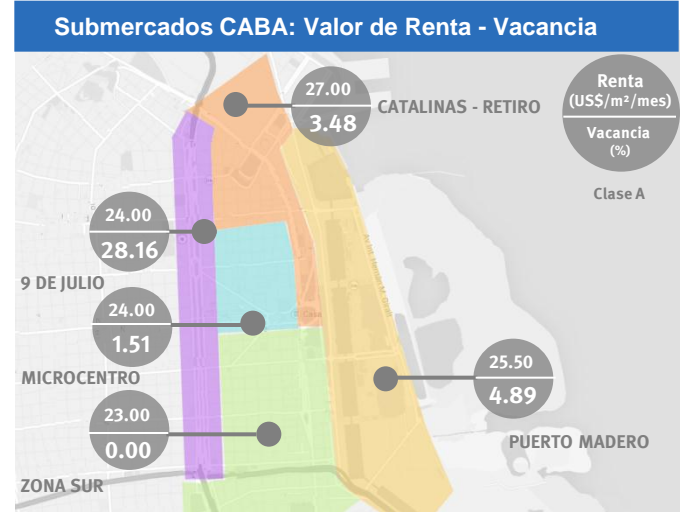 Submercados CABA: Valor de Renta - Vacancia
27.00
3.48
CATALINAS - RETIRO
Renta
(US$/m²/mes)
Vacancia
(%)
Clase A
24.00
28.16
9 DE JULIO
24.00
1.51
MICROCENTRO
23.00
0.00
ZONA SUR
25.50
4.89
PUERTO MADERO